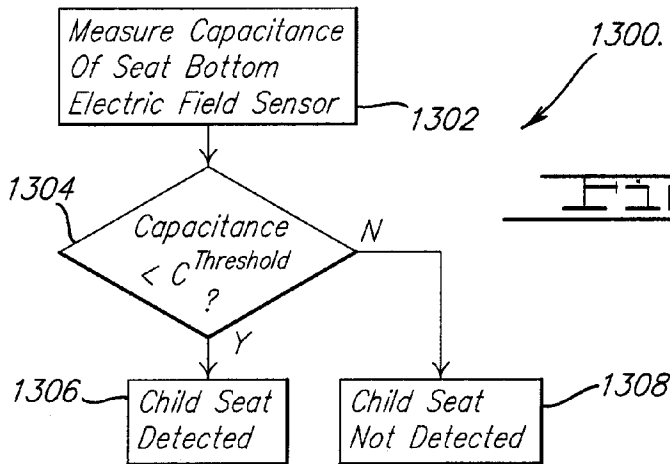 Measure Capacitance
Of Seat Bottom
Electric Field Sensor
1300.
1302
1304
Capacitance
< C Threshold
?
N
Y
1306
Child Seat
Detected
Child Seat
Not Detected
1308